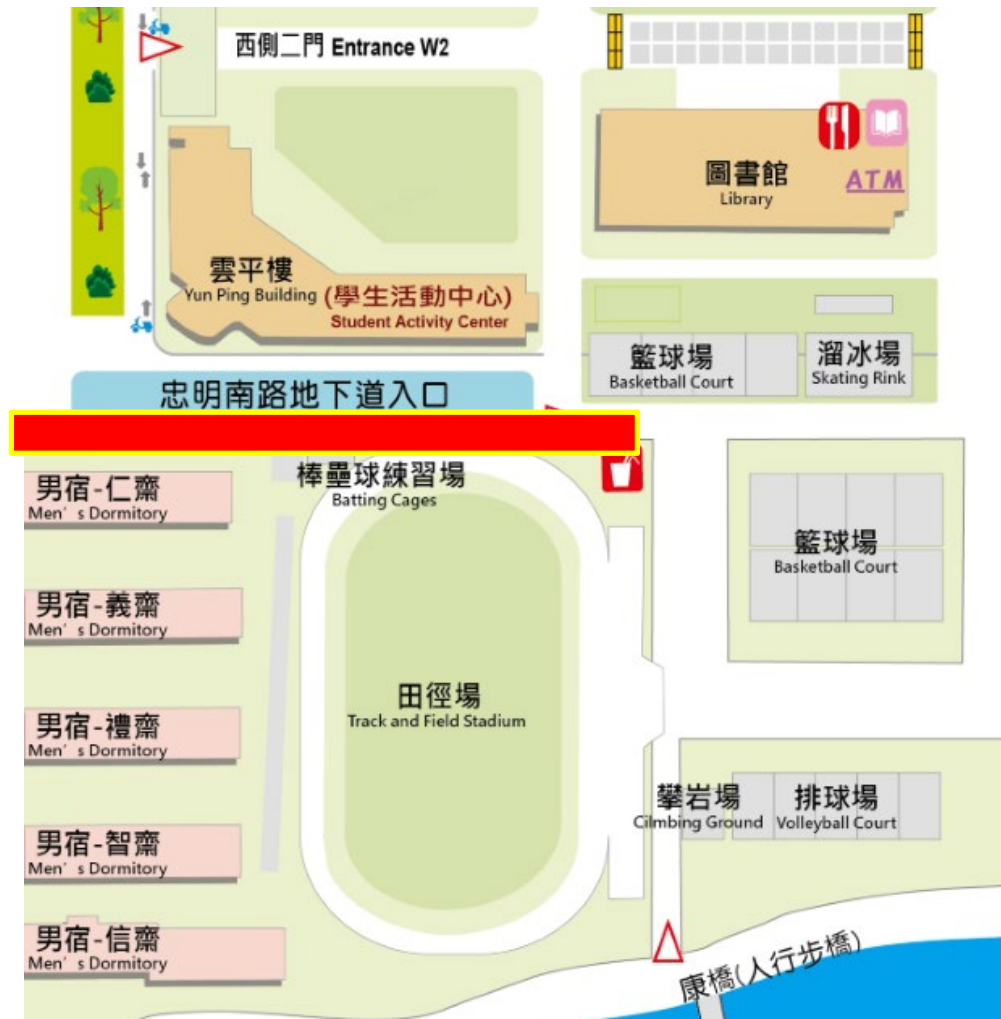 西側二門 Entrance W2
圖書館
Library
ATM
雲平樓
Yun Ping Building
(學生活動中心)
Student Activity Center
籃球場
Basketball Court
溜冰場
Skating Rink
忠明南路地下道入口
棒壘球練習場
Batting Cages
男宿-仁齋
Men's Dormitory
籃球場
Basketball Court
男宿-義齋
Men's Dormitory
田徑場
Track and Field Stadium
男宿-禮齋
Men's Dormitory
攀岩場
Cilmbing Ground
排球場
Volleyball Court
男宿-智齋
Men's Dormitory
男宿-信齋
Men's Dormitory
康橋(人行步橋)